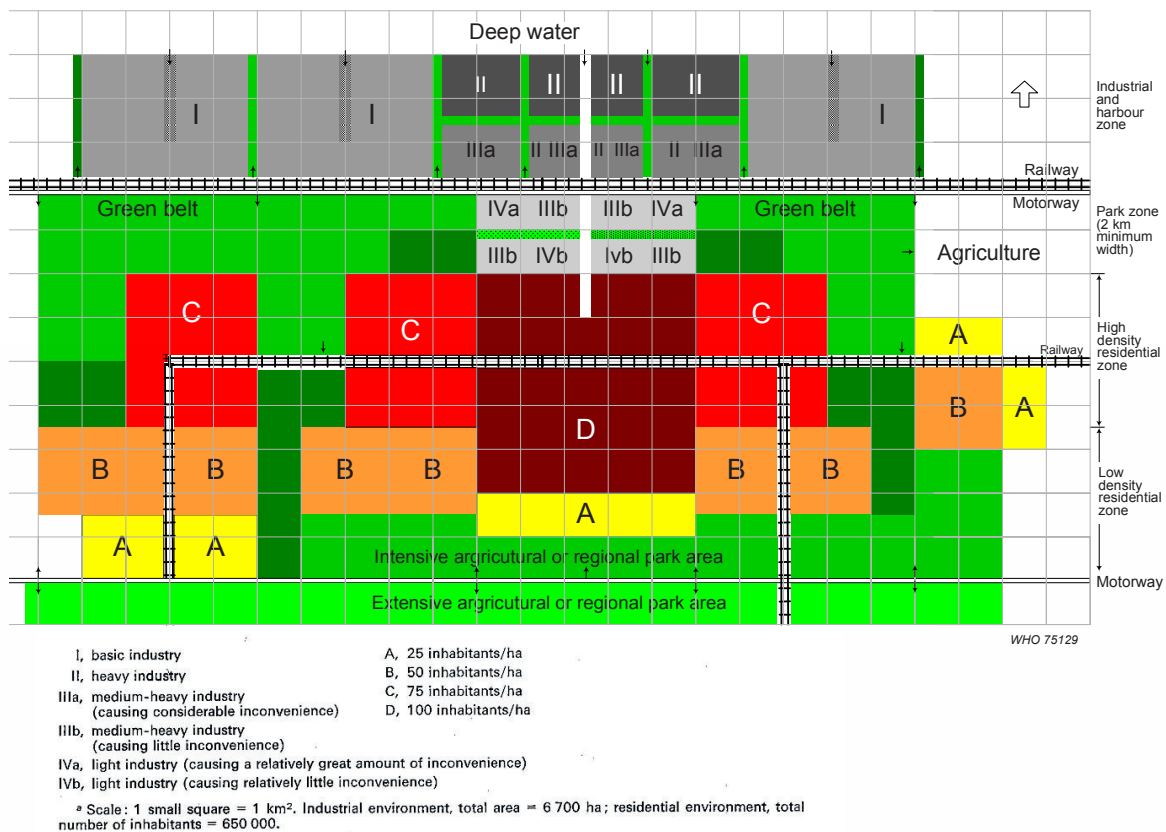 Deep water
I
I
II
II
II
II
I
Industrial
and
harbour
zone
IIIa
II IIIa
II IIIa
II IIIa
Railway
Motorway
Green belt
IVa
IIIb
IIIb
IVa
Green belt
Park zone
(2 km
minimum
width)
IIIb
IVb
Ivb
IIIb
Agriculture
C
C
C
A
High
density
residential
zone
Railway
B
A
D
B
B
B
B
B
B
Low
density
residential
zone
A
A
A
Intensive argricutural or regional park area
Motorway
Extensive argricutural or regional park area
WHO 75129
I, basic industry
II, heavy industry
IIIa, medium-heavy industry
(causing considerable inconvenience)
IIIb, medium-heavy industry
(causing little inconvenience)
IVa, light industry (causing a relatively great amount of inconvenience)
IVb, light industry (causing relatively little inconvenience)
A, 25 inhabitants/ha
B, 50 inhabitants/ha
C, 75 inhabitants/ha
D, 100 inhabitants/ha
a Scale: 1 small square = 1 km². Industrial environment, total area = 6 700 ha; residential environment, total
number of inhabitants = 650 000.